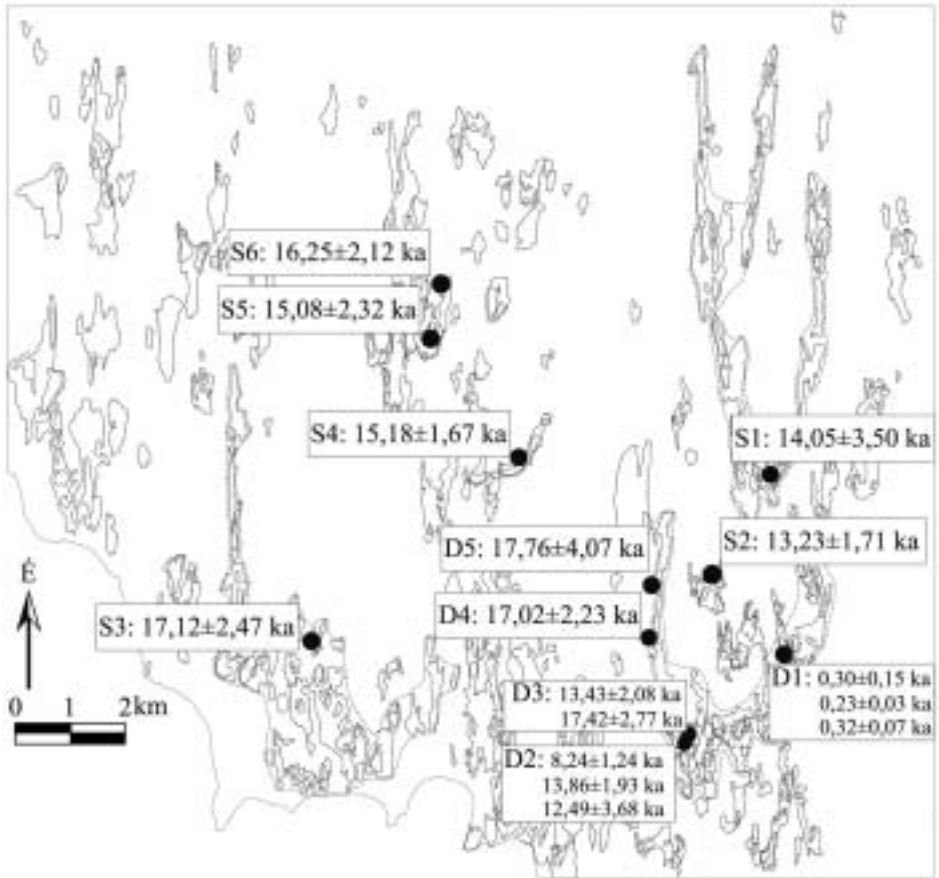 S6: 16,25±2,12 ka
S5: 15,08±2,32 ka
S4: 15,18±1,67 ka
S1: 14,05±3,50 ka
S2: 13,23±1,71 ka
D5: 17,76±4,07 ka
É
D4: 17,02±2,23 ka
S3: 17,12±2,47 ka
D1: 0,30±0,15 ka
0,23±0,03 ka
0,32±0,07 ka
D3: 13,43±2,08 ka
17,42±2,77 ka
0 1 2km
D2: 8,24±1,24 ka
13,86±1,93 ka
12,49±3,68 ka